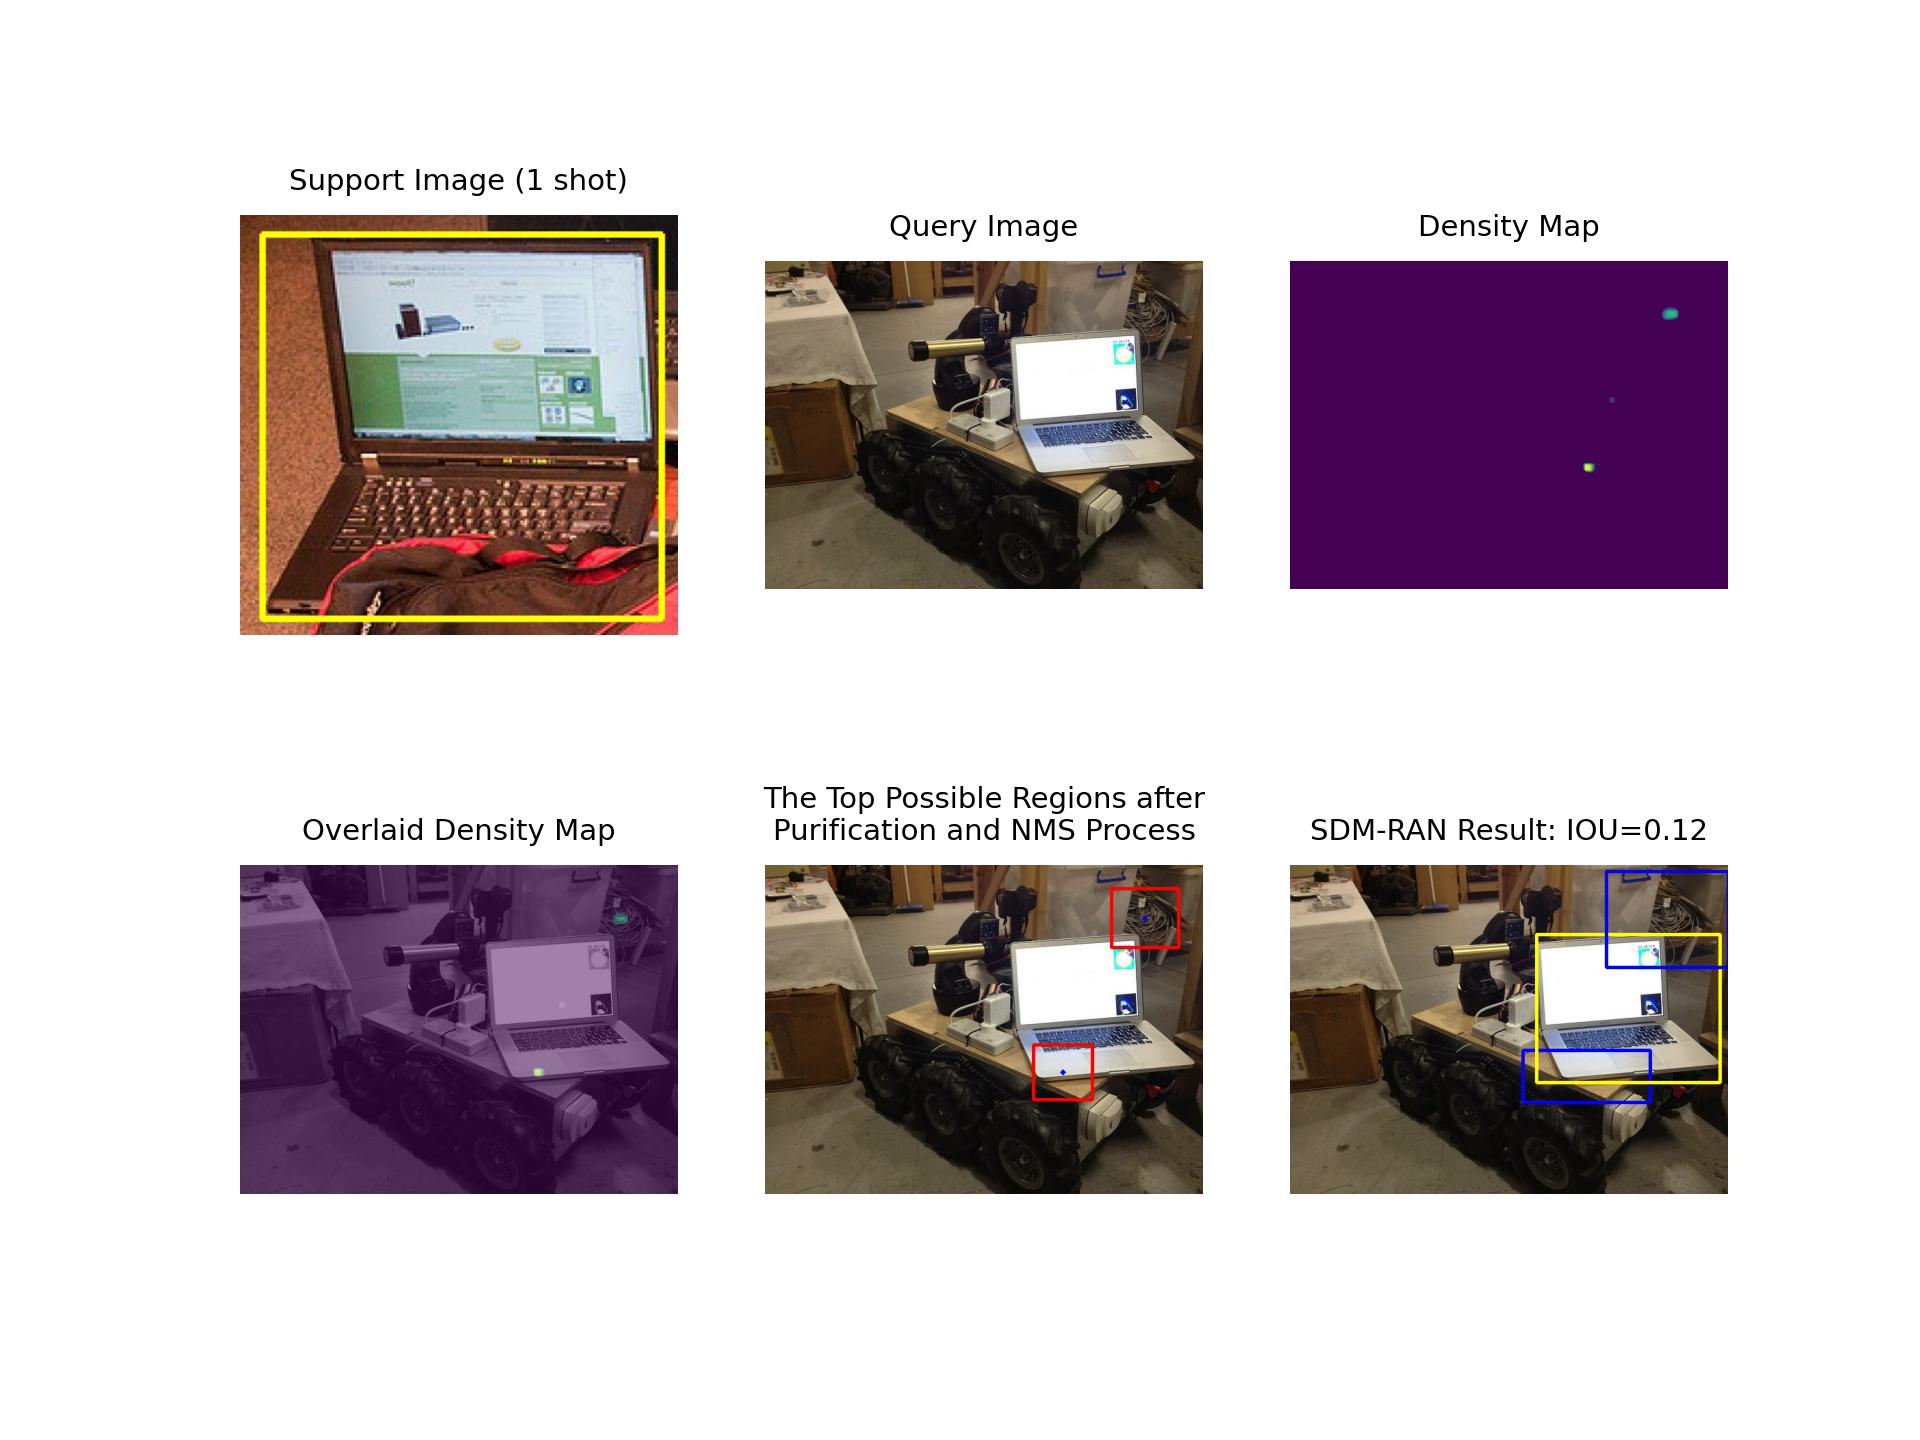 Support Image (1 shot)
Query Image
Density Map
Overlaid Density Map
The Top Possible Regions after
Purification and NMS Process
SDM-RAN Result: IOU=0.12